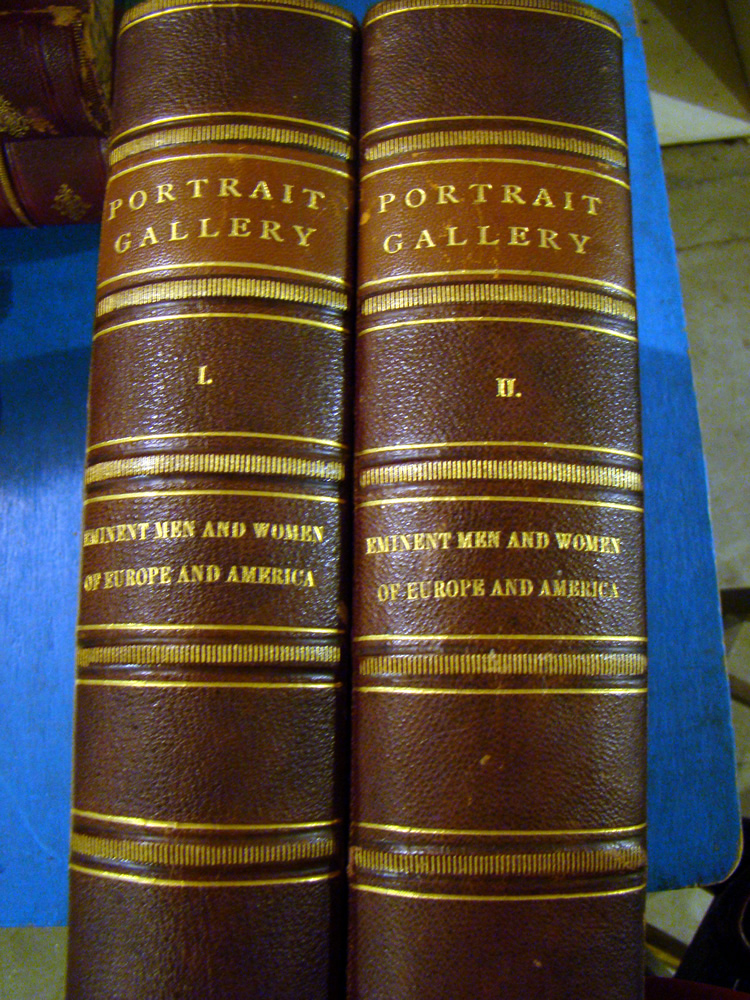 PORTRAIT
GALLERY
I.
EMINENT MEN AND WOMEN
OF EUROPE AND AMERICA
PORTRAIT
GALLERY
II.
EMINENT MEN AND WOMEN
OF EUROPE AND AMERICA